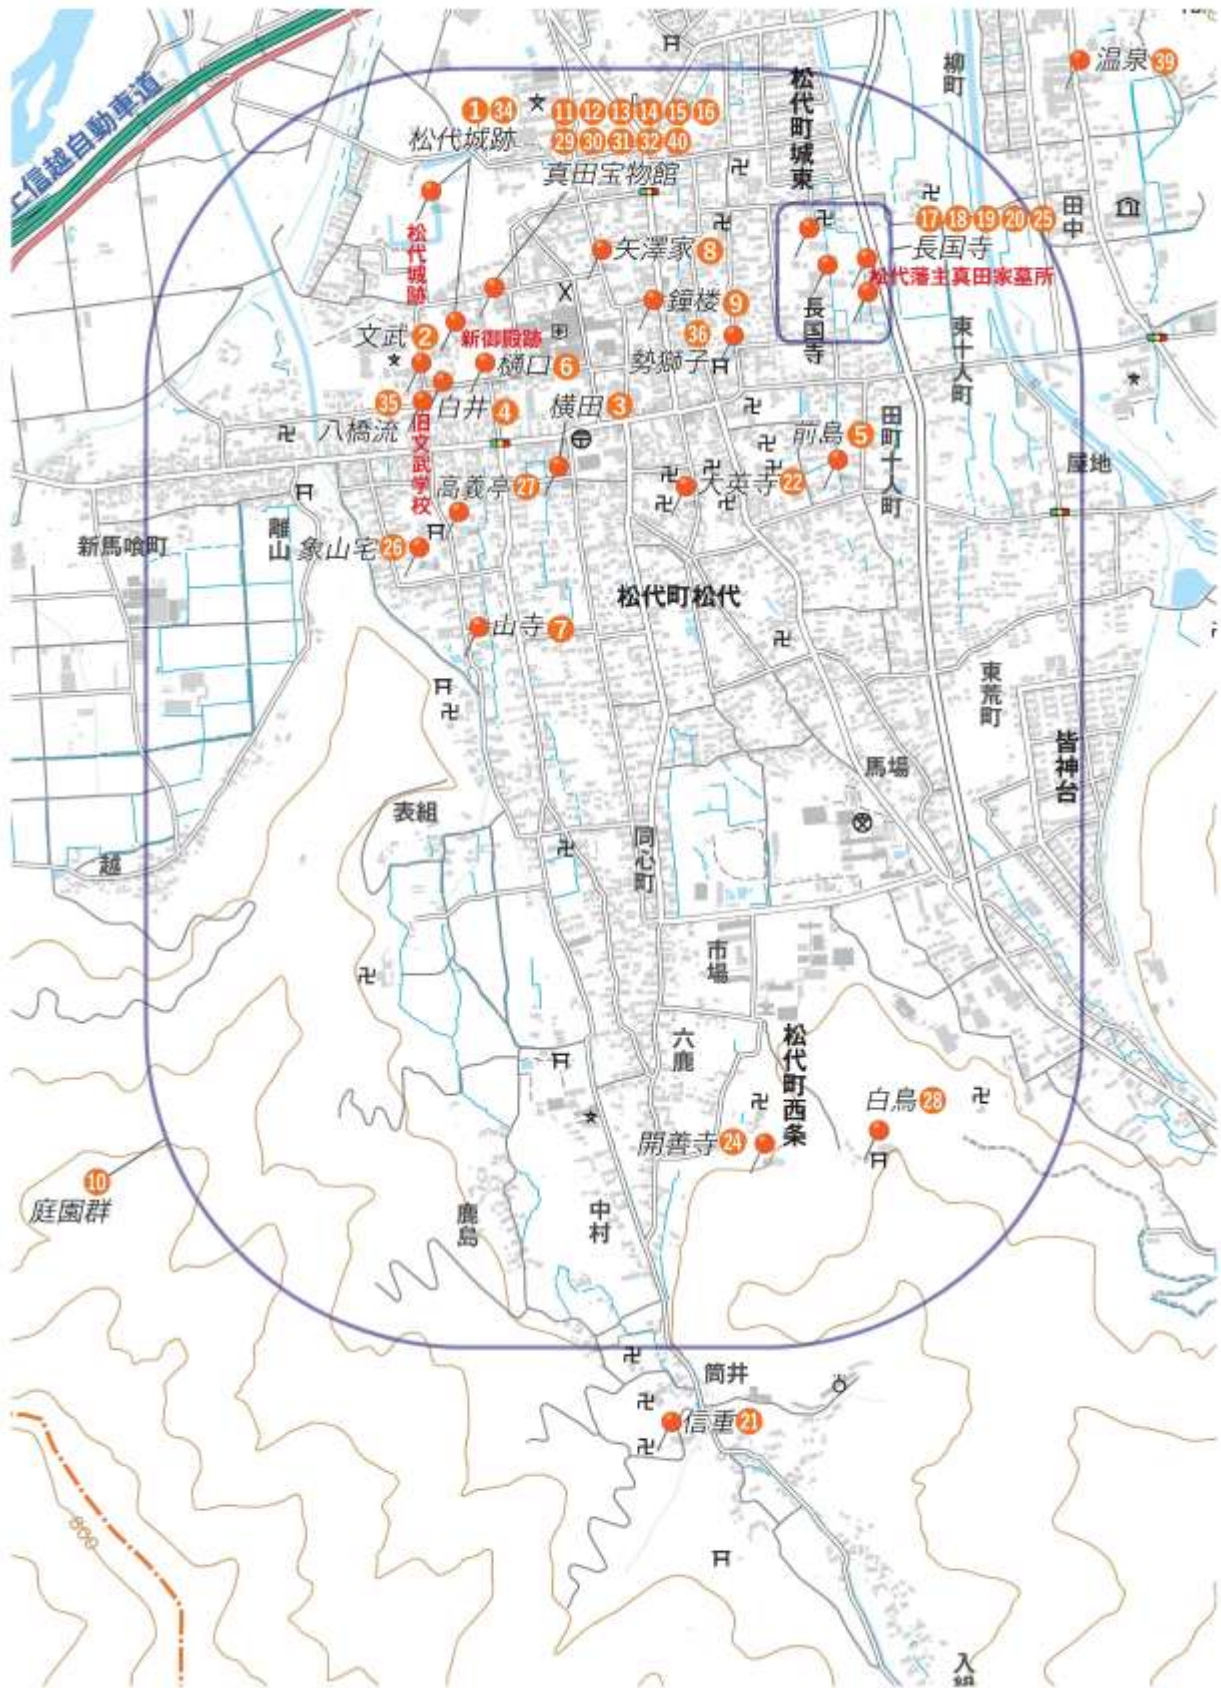 温泉 39
柳町
松代町城東
上信越自動車道
1 34
11 12 13 14 15 16
松代城跡
29 30 31 32 40
真田宝物館
17 18 19 20 25
田中
長国寺
松代藩主真田家墓所
矢澤家 8
松代城跡
鐘楼 9
長国寺
文武 2
新御殿跡
36
勢獅子
東十人町
樋口 6
35
白井 4
横田 3
八橋流
旧文武学校
前島 5
田町十人町
屋地
高義亭 27
大英寺 22
新馬喰町
離山
象山宅 26
松代町松代
山寺 7
東荒町
皆神台
馬場
表組
同心町
越
市場
六鹿
松代町西条
白鳥 28
開善寺 24
10
庭園群
鹿島
中村
筒井
信重 21
800
入組